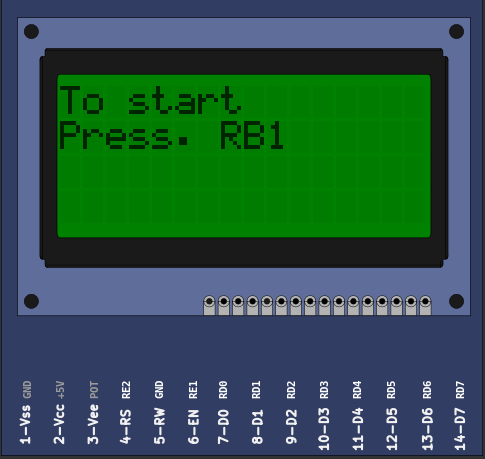 To start
Press. RB1
1-Vss GND
2-Vcc +5V
3-Vee POT
4-RS RE2
5-RW GND
6-EN RE1
7-D0 RD0
8-D1 RD1
9-D2 RD2
10-D3 RD3
11-D4 RD4
12-D5 RD5
13-D6 RD6
14-D7 RD7